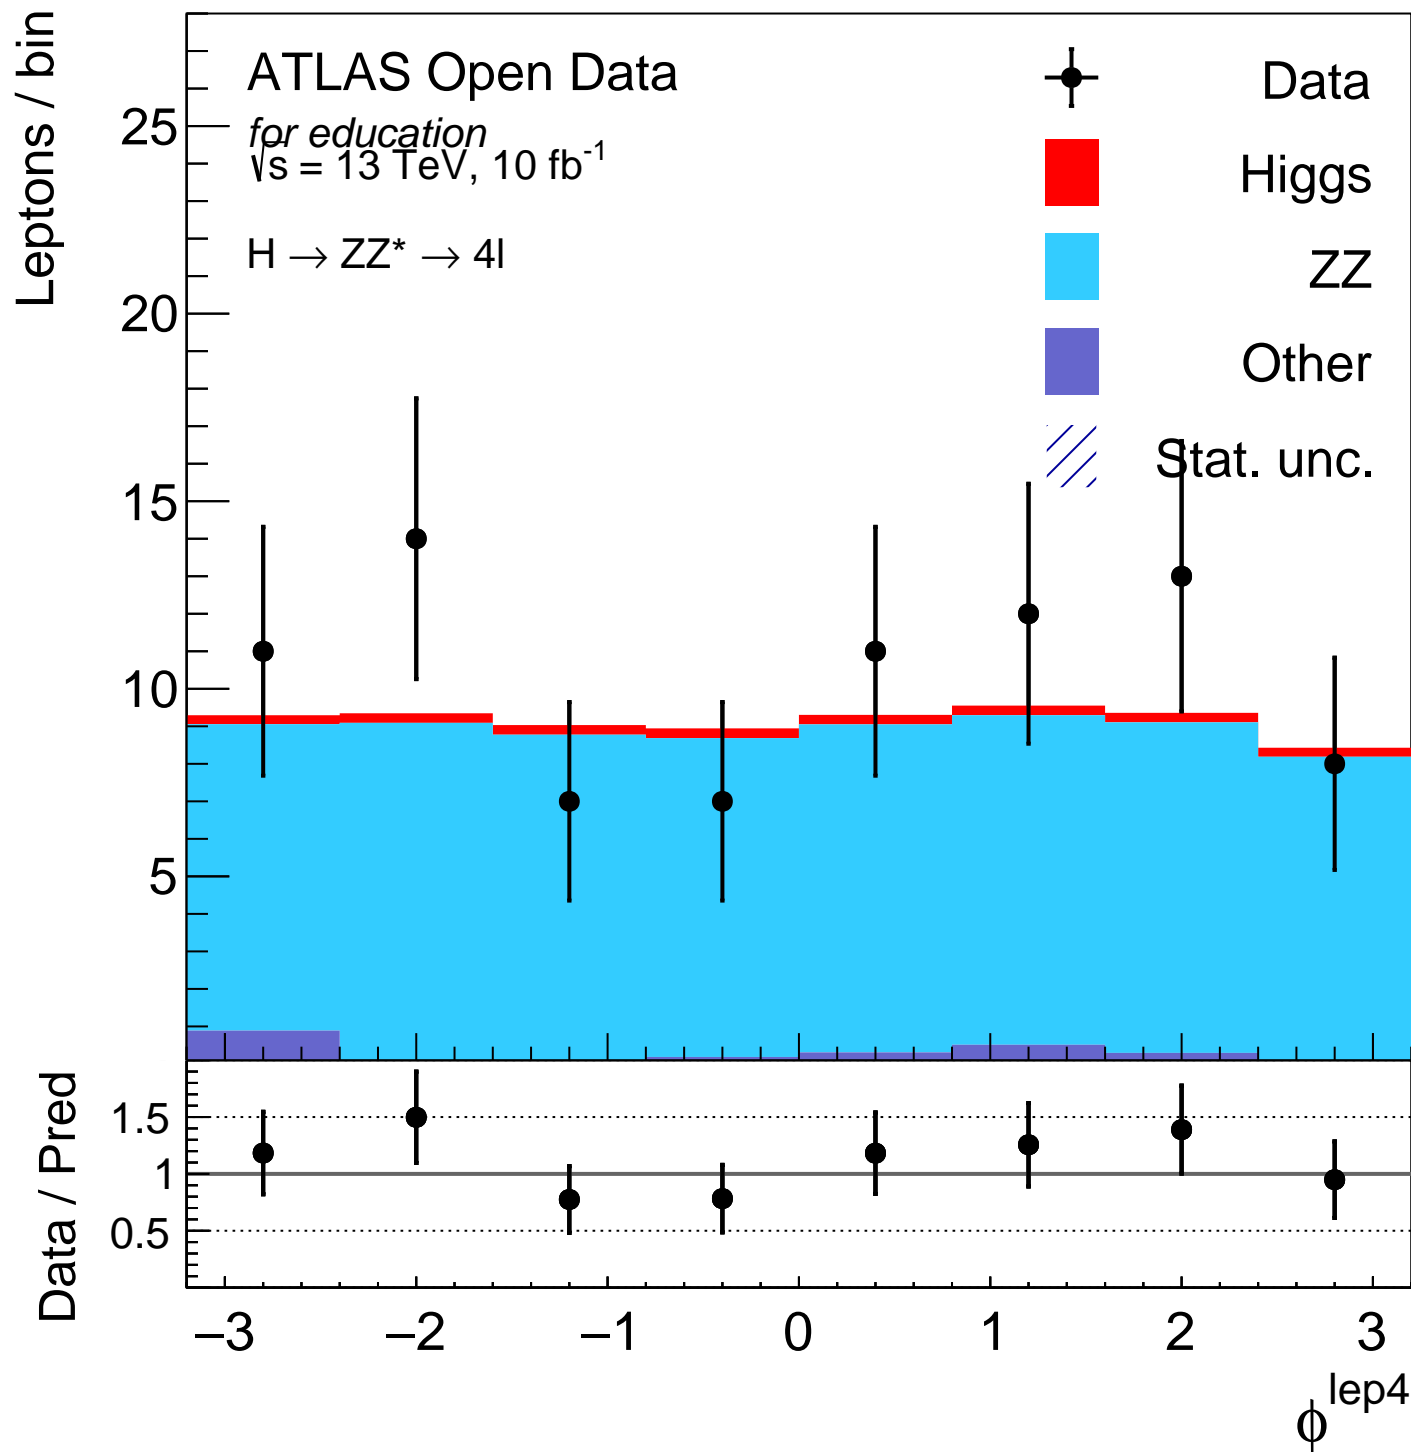 Leptons / bin
25
20
15
10
5
ATLAS Open Data
for education
√s = 13 TeV, 10 fb-1
H → ZZ* → 4l
Data
Higgs
ZZ
Other
Stat. unc.
Data / Pred
1.5
1
0.5
−3 −2 −1 0 1 2 3
ϕlep4